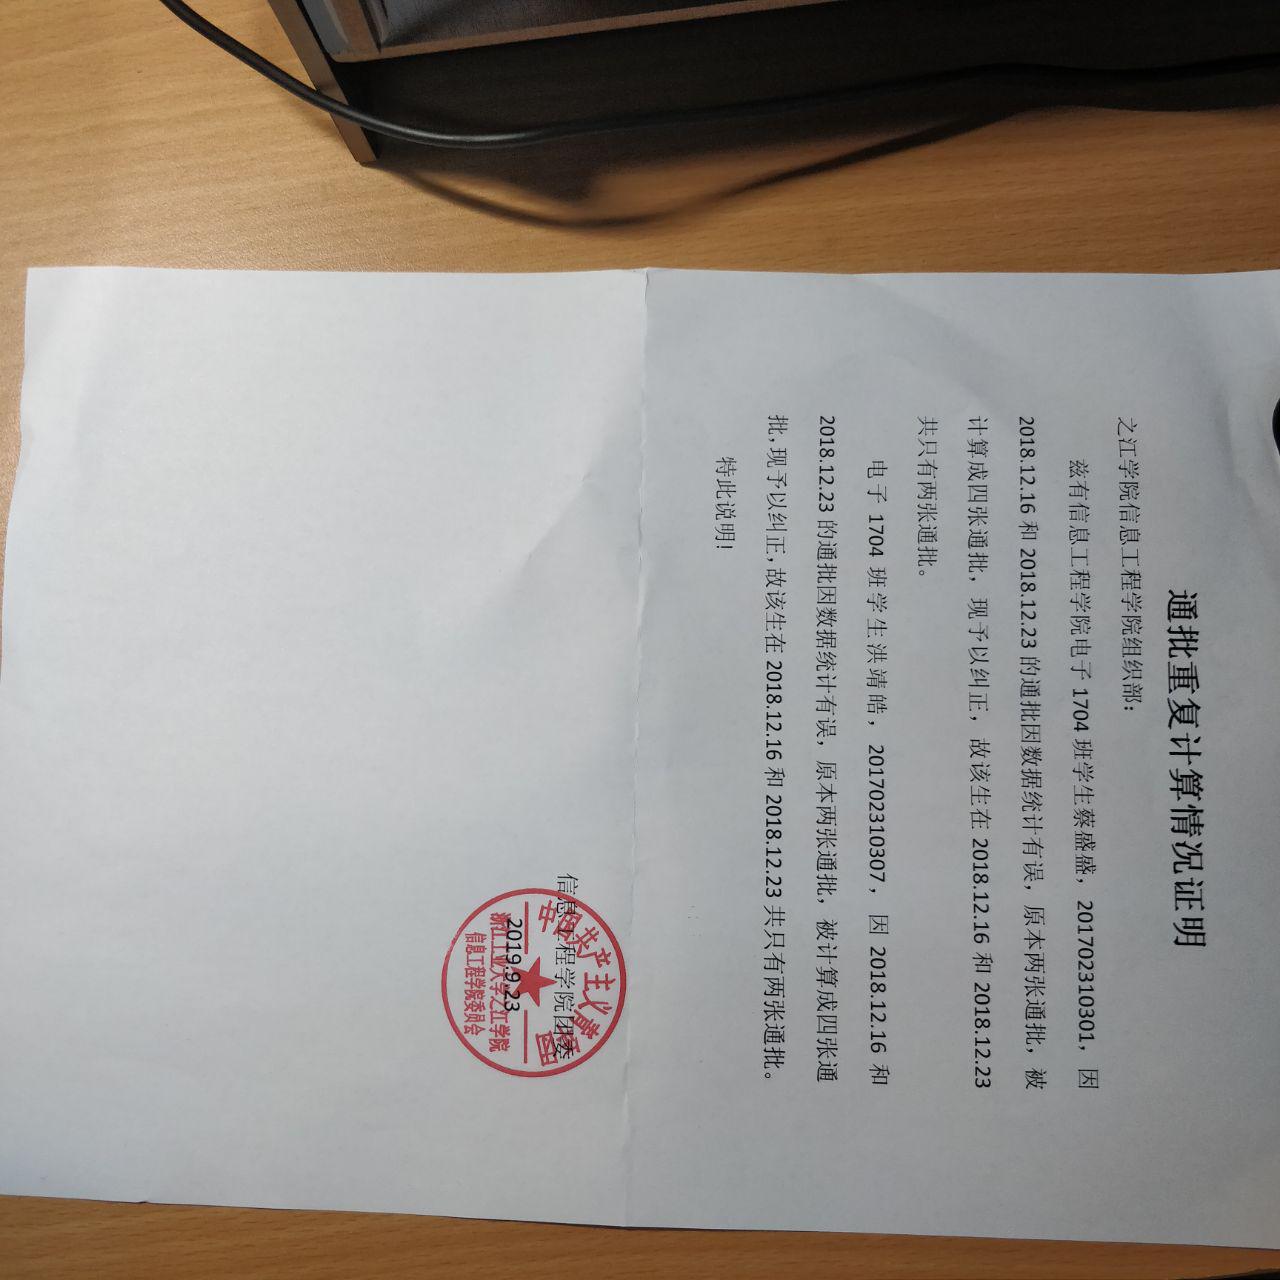 通批重复计算情况证明
之江学院信息工程学院组织部：
兹有信息工程学院电子 1704 班学生蔡盛盛，201702310301，因
2018.12.16 和 2018.12.23 的通批因数据统计有误，原本两张通批，被
计算成四张通批，现予以纠正，故该生在 2018.12.16 和 2018.12.23
共只有两张通批。
电子 1704 班学生洪靖皓，201702310307，因 2018.12.16 和
2018.12.23 的通批因数据统计有误，原本两张通批，被计算成四张通
批，现予以纠正，故该生在 2018.12.16 和 2018.12.23 共只有两张通批。
特此说明！
信息工程学院团委
2019.9.23
中国共产主义青年团
浙江工业大学之江学院
信息工程学院委员会